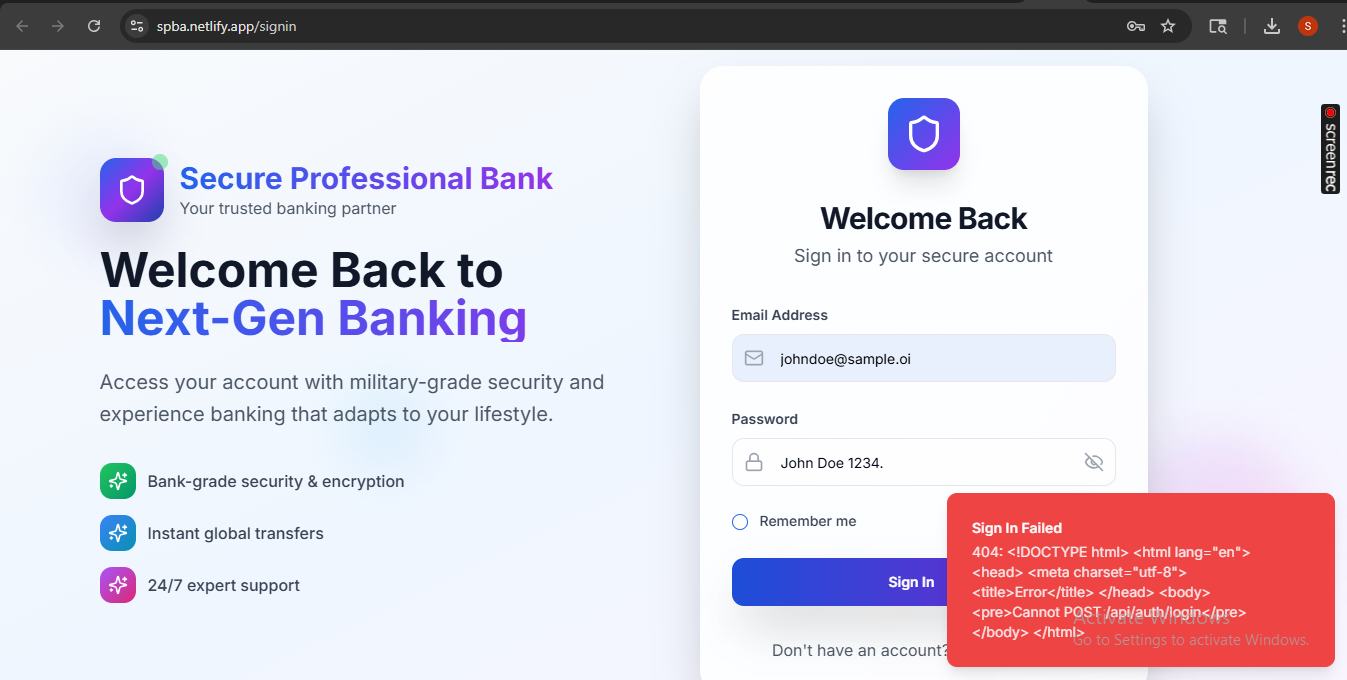 spba.netlify.app/signin
S
screenrec
Secure Professional Bank
Your trusted banking partner
Welcome Back to
Next-Gen Banking
Access your account with military-grade security and
experience banking that adapts to your lifestyle.
Bank-grade security & encryption
Instant global transfers
24/7 expert support
Welcome Back
Sign in to your secure account
Email Address
johndoe@sample.oi
Password
John Doe 1234.
Remember me
Sign In
Don't have an account?
Sign In Failed
404: <!DOCTYPE html> <html lang="en">
<head> <meta charset="utf-8">
<title>Error</title> </head> <body>
<pre>Cannot POST /api/auth/login</pre>
</body> </html>
Activate Windows
Go to Settings to activate Windows.